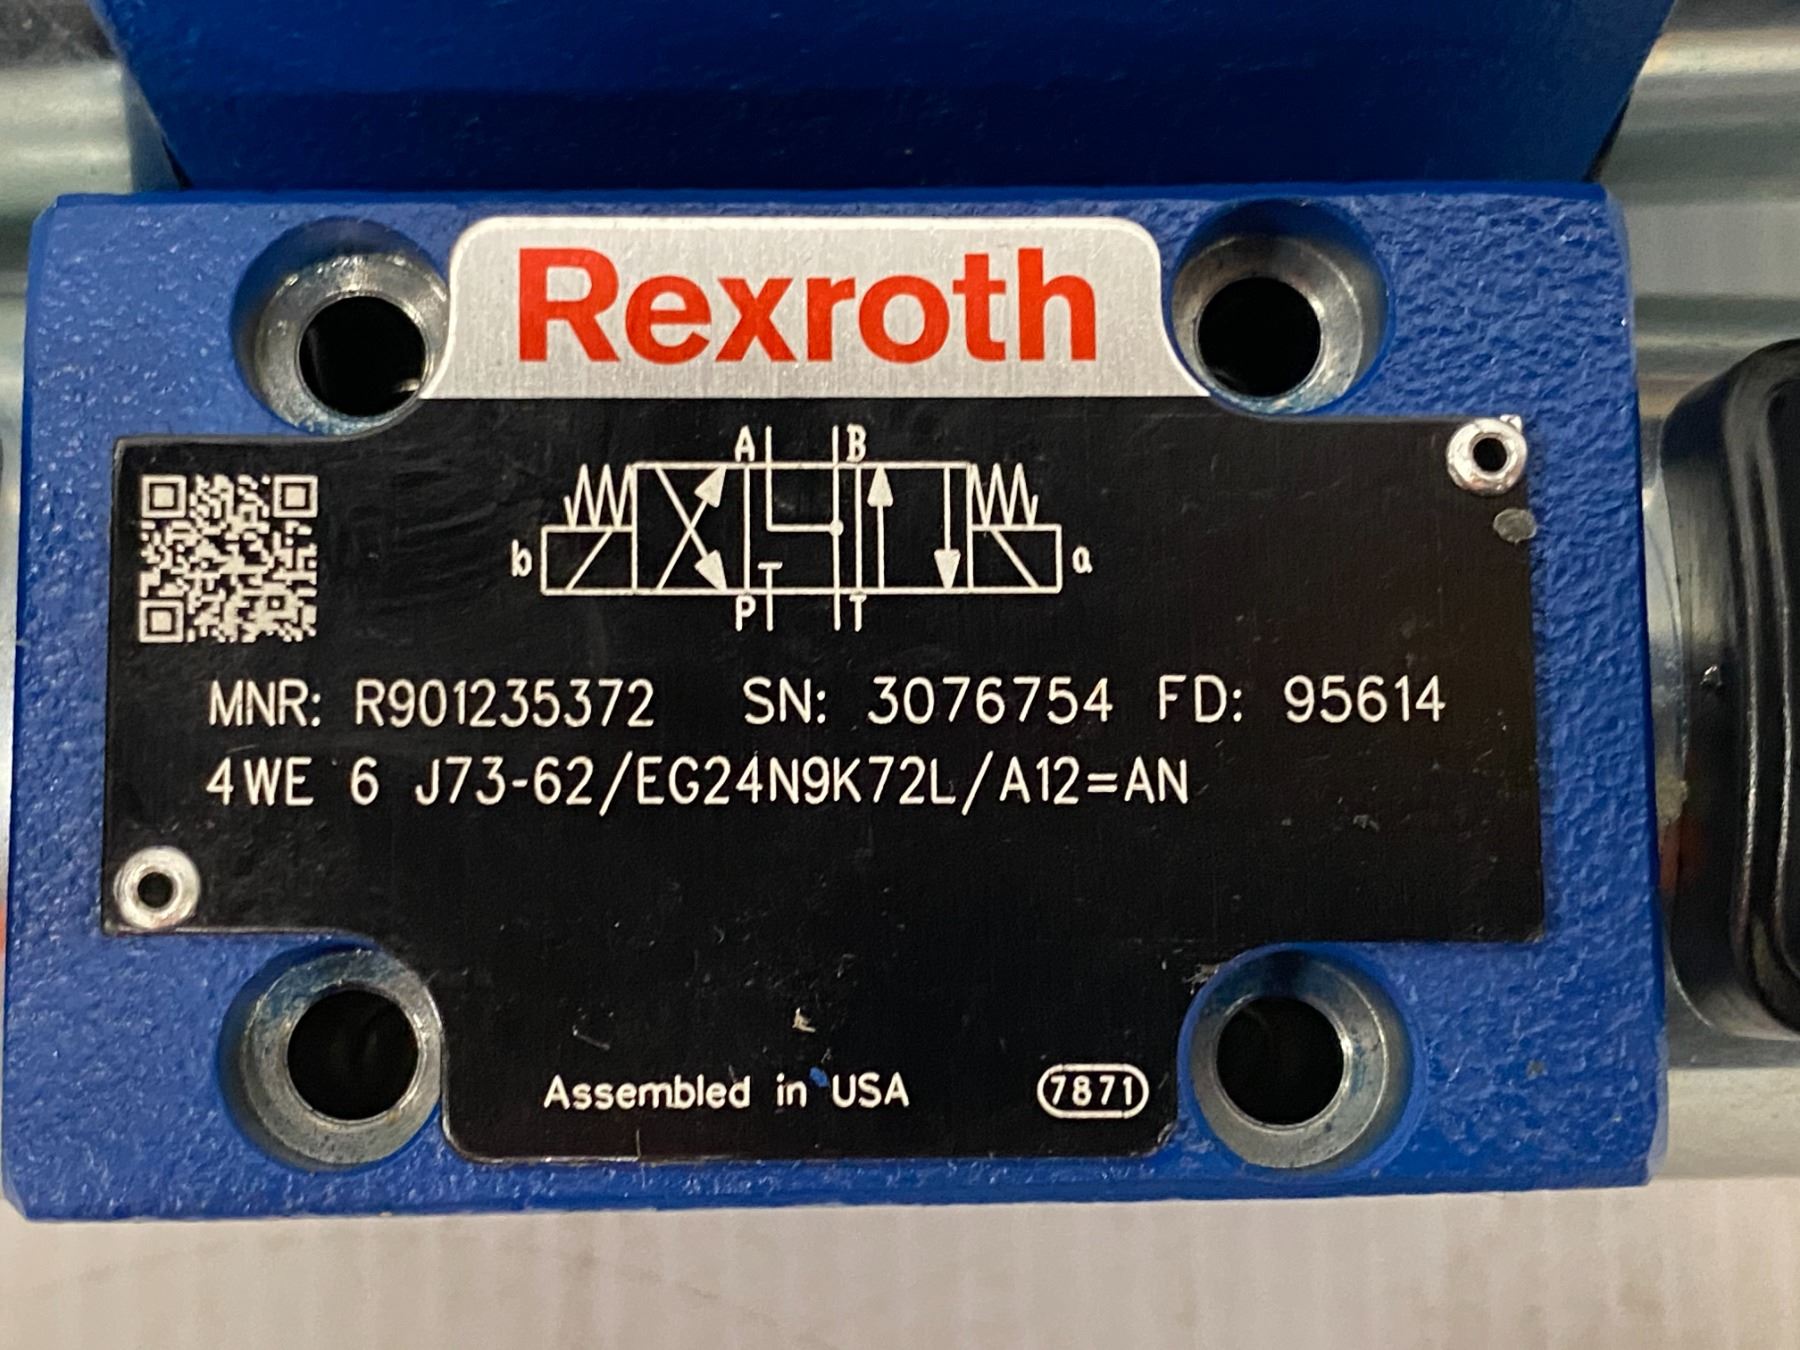 Rexroth
A B
b a
P T
MNR: R901235372 SN: 3076754 FD: 95614
4WE 6 J73-62/EG24N9K72L/A12=AN
Assembled in USA 7871